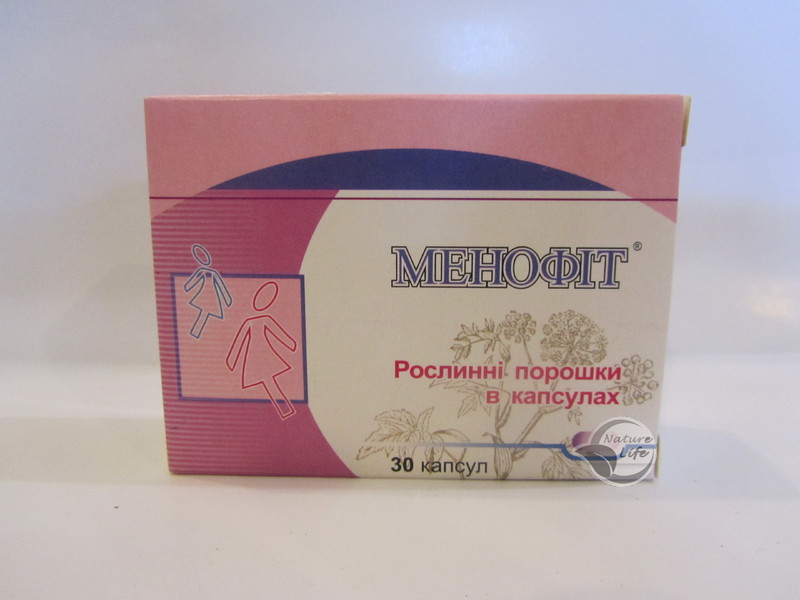 МЕНОФІТ®
Рослинні порошки
в капсулах
30 капсул
Nature
Life